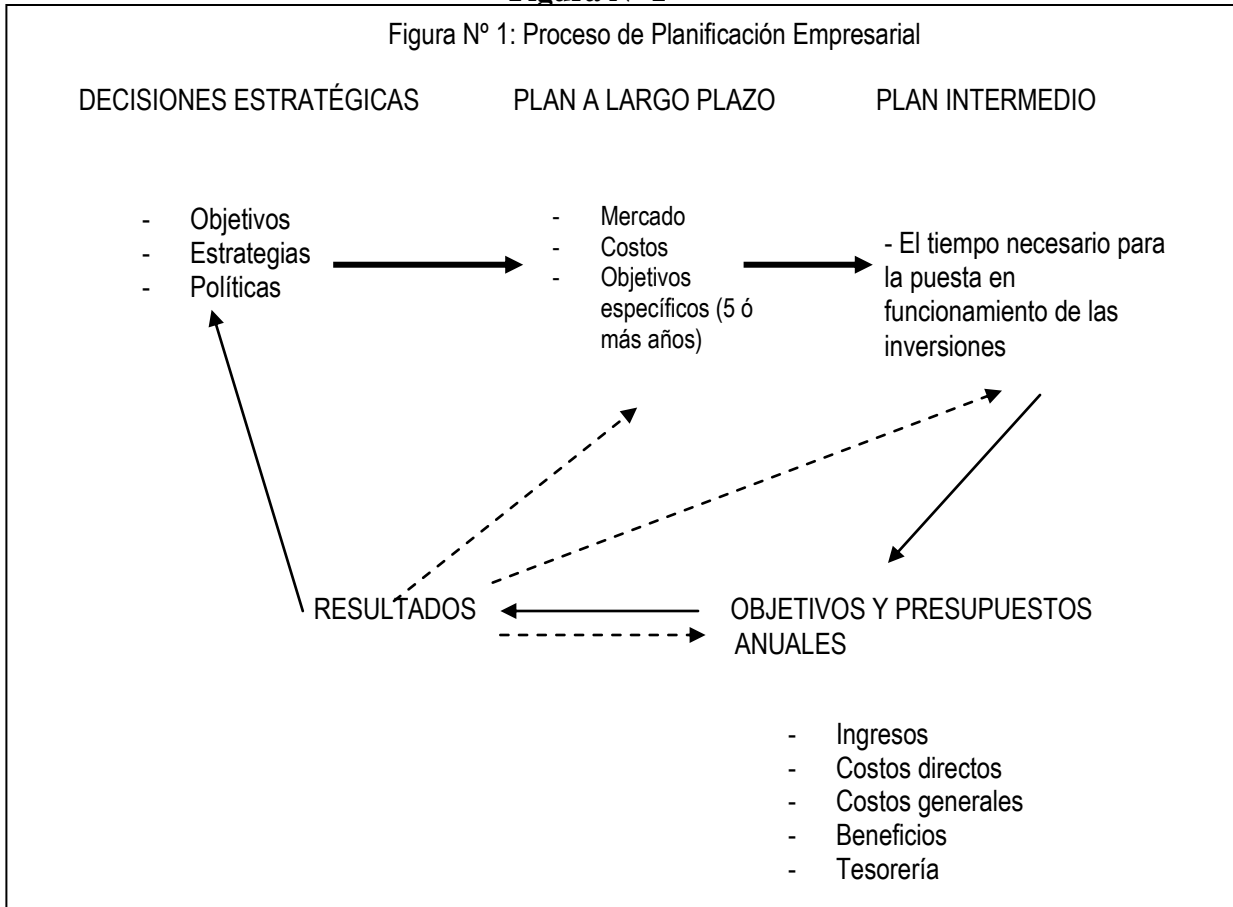 Figura Nº 1: Proceso de Planificación Empresarial
DECISIONES ESTRATÉGICAS
PLAN A LARGO PLAZO
PLAN INTERMEDIO
- Objetivos
- Estrategias
- Políticas
- Mercado
- Costos
- Objetivos
específicos (5 ó
más años)
- El tiempo necesario para
la puesta en
funcionamiento de las
inversiones
RESULTADOS
OBJETIVOS Y PRESUPUESTOS
ANUALES
- Ingresos
- Costos directos
- Costos generales
- Beneficios
- Tesorería